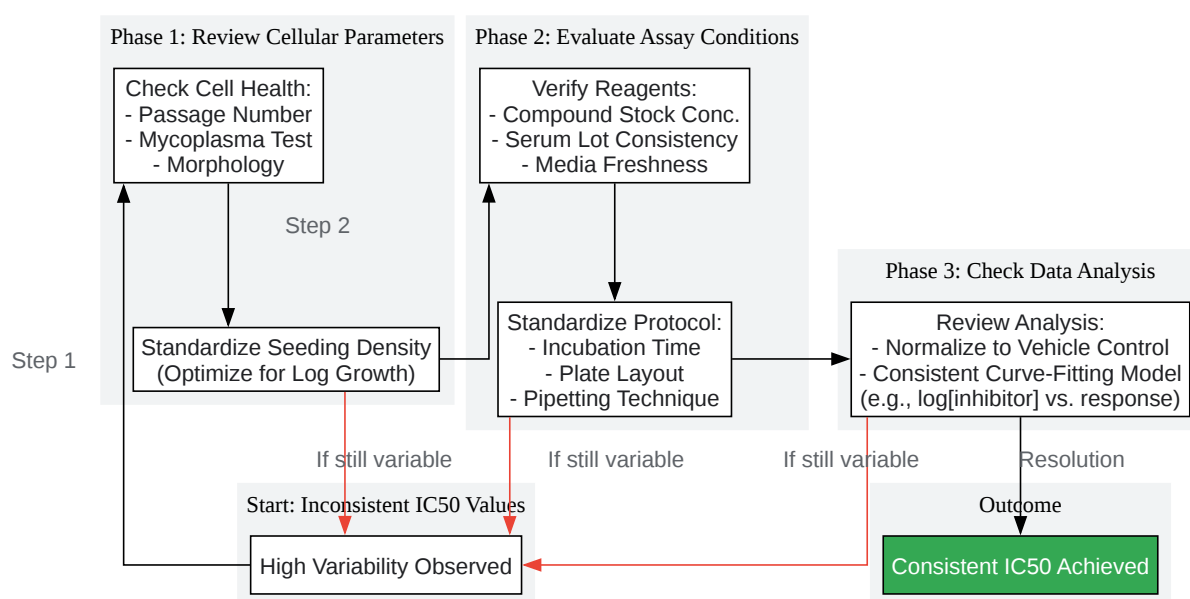 Phase 1: Review Cellular Parameters
Check Cell Health:
- Passage Number
- Mycoplasma Test
- Morphology
Step 2
Standardize Seeding Density
(Optimize for Log Growth)
Step 1
Phase 2: Evaluate Assay Conditions
Verify Reagents:
- Compound Stock Conc.
- Serum Lot Consistency
- Media Freshness
Standardize Protocol:
- Incubation Time
- Plate Layout
- Pipetting Technique
Phase 3: Check Data Analysis
Review Analysis:
- Normalize to Vehicle Control
- Consistent Curve-Fitting Model
(e.g., log[inhibitor] vs. response)
If still variable
If still variable
If still variable
Resolution
Start: Inconsistent IC50 Values
High Variability Observed
Outcome
Consistent IC50 Achieved